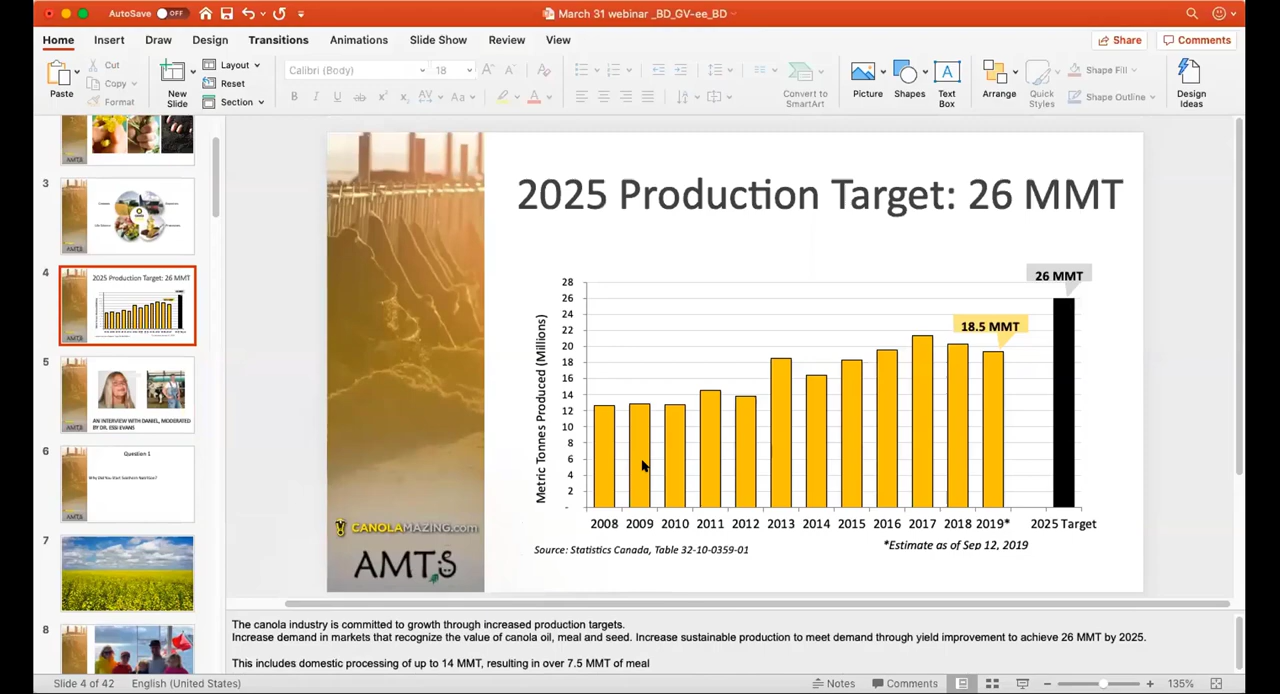 AutoSave OFF
March 31 webinar _BD_GV-ee_BD
Home Insert Draw Design Transitions Animations Slide Show Review View
Share Comments
Paste
Cut
Copy
Format
New Slide
Layout
Reset
Section
Calibri (Body) 18
Convert to SmartArt
Picture
Shapes
Text Box
Arrange
Quick Styles
Shape Fill
Shape Outline
Design Ideas
3
4
2025 Production Target: 26 MMT
5
AN INTERVIEW WITH DANIEL, MODERATED
BY DR. ESSI EVANS
6
Question 1
7
8
2025 Production Target: 26 MMT
Metric Tonnes Produced (Millions)
28
26
24
22
20
18
16
14
12
10
8
6
4
2
-
26 MMT
18.5 MMT
2008 2009 2010 2011 2012 2013 2014 2015 2016 2017 2018 2019* 2025 Target
Source: Statistics Canada, Table 32-10-0359-01
*Estimate as of Sep 12, 2019
CANOLAMAZING.com
AMTS
The canola industry is committed to growth through increased production targets.
Increase demand in markets that recognize the value of canola oil, meal and seed. Increase sustainable production to meet demand through yield improvement to achieve 26 MMT by 2025.
This includes domestic processing of up to 14 MMT, resulting in over 7.5 MMT of meal
Slide 4 of 42 English (United States) Notes Comments 135%